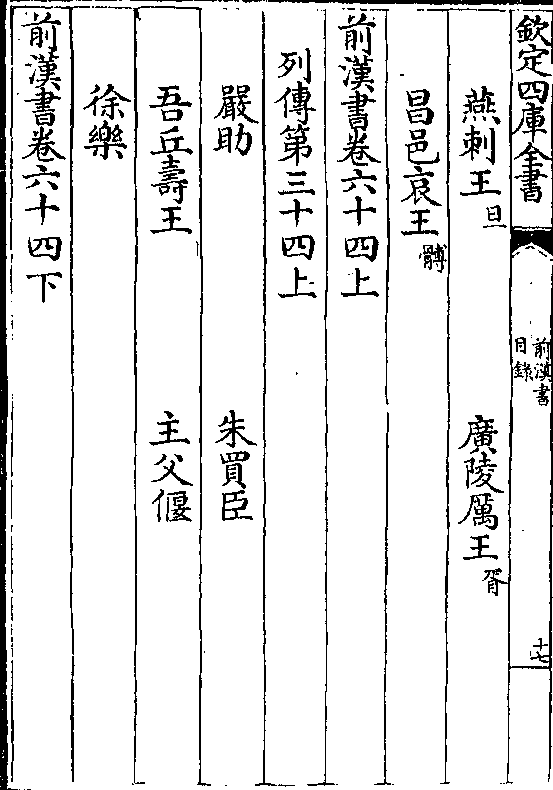 欽定四庫全書
前漢書
目錄
十七
燕刺王旦 廣陵厲王胥
昌邑哀王髆
前漢書卷六十四上
列傳第三十四上
嚴助 朱買臣
吾丘壽王 主父偃
徐樂
前漢書卷六十四下